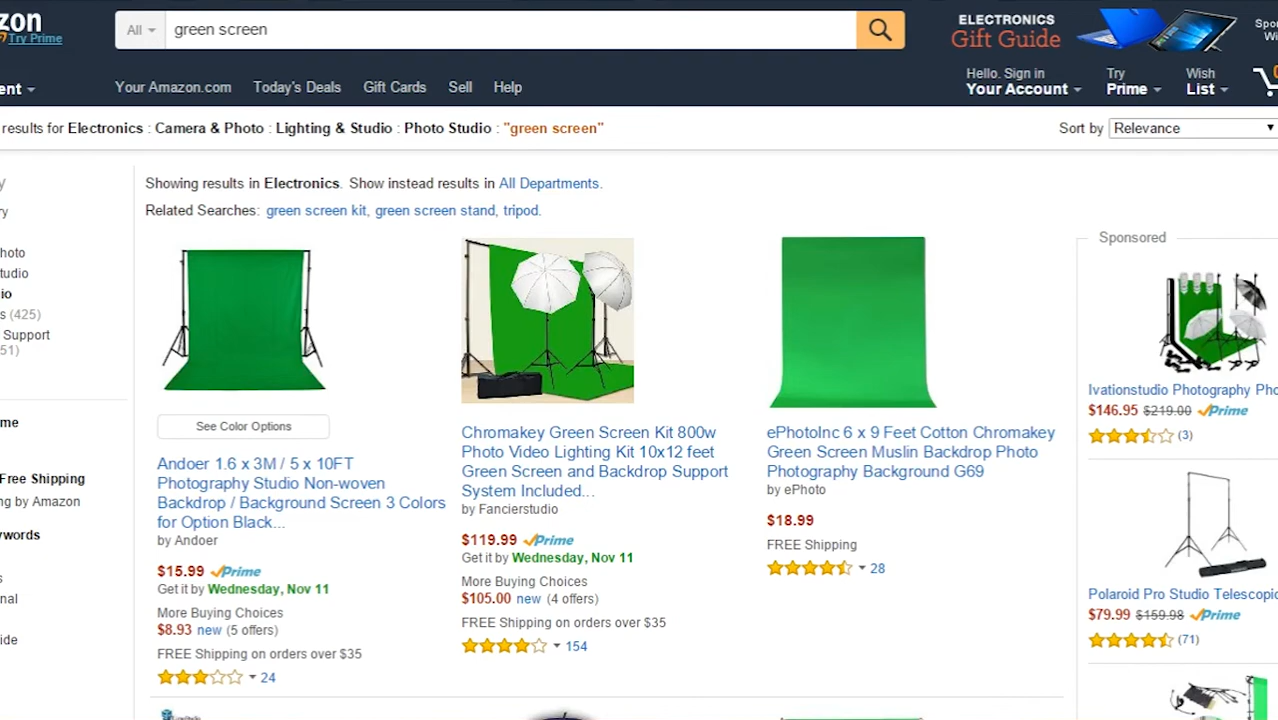 zon
Try Prime
All
green screen
ELECTRONICS
Gift Guide
Spo
Wi
ent
Your Amazon.com
Today's Deals
Gift Cards
Sell
Help
Hello. Sign in
Your Account
Try
Prime
Wish
List
results for Electronics : Camera & Photo : Lighting & Studio : Photo Studio : "green screen"
Sort by
Relevance
y
ry
hoto
tudio
io
s (425)
Support
51)
me
Free Shipping
ng by Amazon
ywords
s
nal
ide
Showing results in Electronics. Show instead results in All Departments.
Related Searches: green screen kit, green screen stand, tripod.
See Color Options
Andoer 1.6 x 3M / 5 x 10FT
Photography Studio Non-woven
Backdrop / Background Screen 3 Colors
for Option Black...
by Andoer
$15.99 Prime
Get it by Wednesday, Nov 11
More Buying Choices
$8.93 new (5 offers)
FREE Shipping on orders over $35
24
Chromakey Green Screen Kit 800w
Photo Video Lighting Kit 10x12 feet
Green Screen and Backdrop Support
System Included...
by Fancierstudio
$119.99 Prime
Get it by Wednesday, Nov 11
More Buying Choices
$105.00 new (4 offers)
FREE Shipping on orders over $35
154
ePhotoInc 6 x 9 Feet Cotton Chromakey
Green Screen Muslin Backdrop Photo
Photography Background G69
by ePhoto
$18.99
FREE Shipping
28
Sponsored
Ivationstudio Photography Pho
$146.95 $219.00 Prime
(3)
Polaroid Pro Studio Telescopic
$79.99 $159.98 Prime
(71)